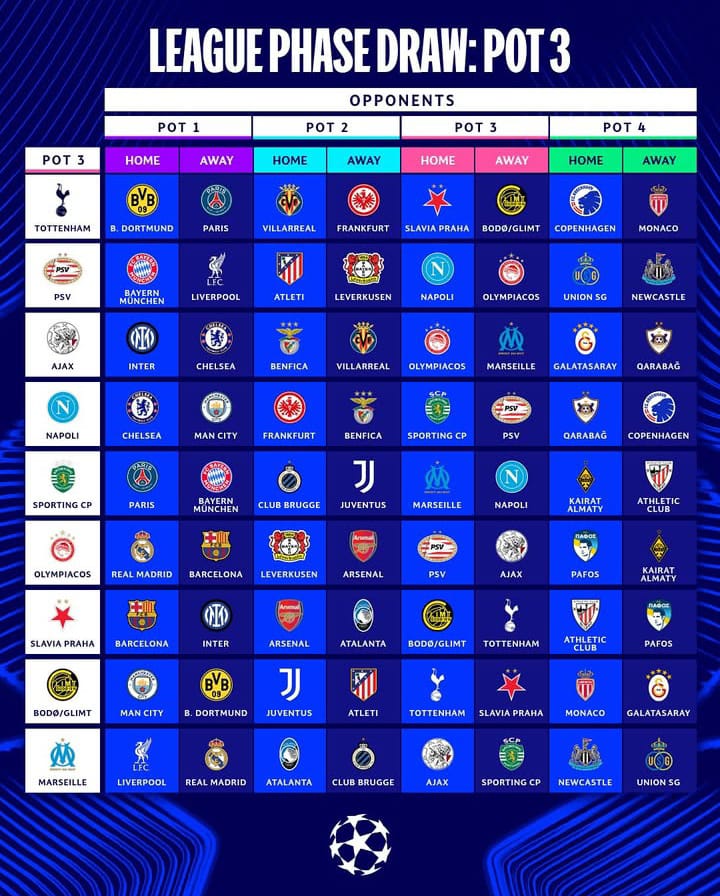 LEAGUE PHASE DRAW: POT 3
OPPONENTS
POT 1 POT 2 POT 3 POT 4
POT 3 HOME AWAY HOME AWAY HOME AWAY HOME AWAY
TOTTENHAM B. DORTMUND PARIS VILLARREAL FRANKFURT SLAVIA PRAHA BODØ/GLIMT COPENHAGEN MONACO
PSV BAYERN MÜNCHEN LIVERPOOL ATLETI LEVERKUSEN NAPOLI OLYMPIACOS UNION SG NEWCASTLE
AJAX INTER CHELSEA BENFICA VILLARREAL OLYMPIACOS MARSEILLE GALATASARAY QARABAĞ
NAPOLI CHELSEA MAN CITY FRANKFURT BENFICA SPORTING CP PSV QARABAĞ COPENHAGEN
SPORTING CP PARIS BAYERN MÜNCHEN CLUB BRUGGE JUVENTUS MARSEILLE NAPOLI KAIRAT ALMATY ATHLETIC CLUB
OLYMPIACOS REAL MADRID BARCELONA LEVERKUSEN ARSENAL PSV AJAX PAFOS KAIRAT ALMATY
SLAVIA PRAHA BARCELONA INTER ARSENAL ATALANTA BODØ/GLIMT TOTTENHAM ATHLETIC CLUB PAFOS
BODØ/GLIMT MAN CITY B. DORTMUND JUVENTUS ATLETI TOTTENHAM SLAVIA PRAHA MONACO GALATASARAY
MARSEILLE LIVERPOOL REAL MADRID ATALANTA CLUB BRUGGE AJAX SPORTING CP NEWCASTLE UNION SG